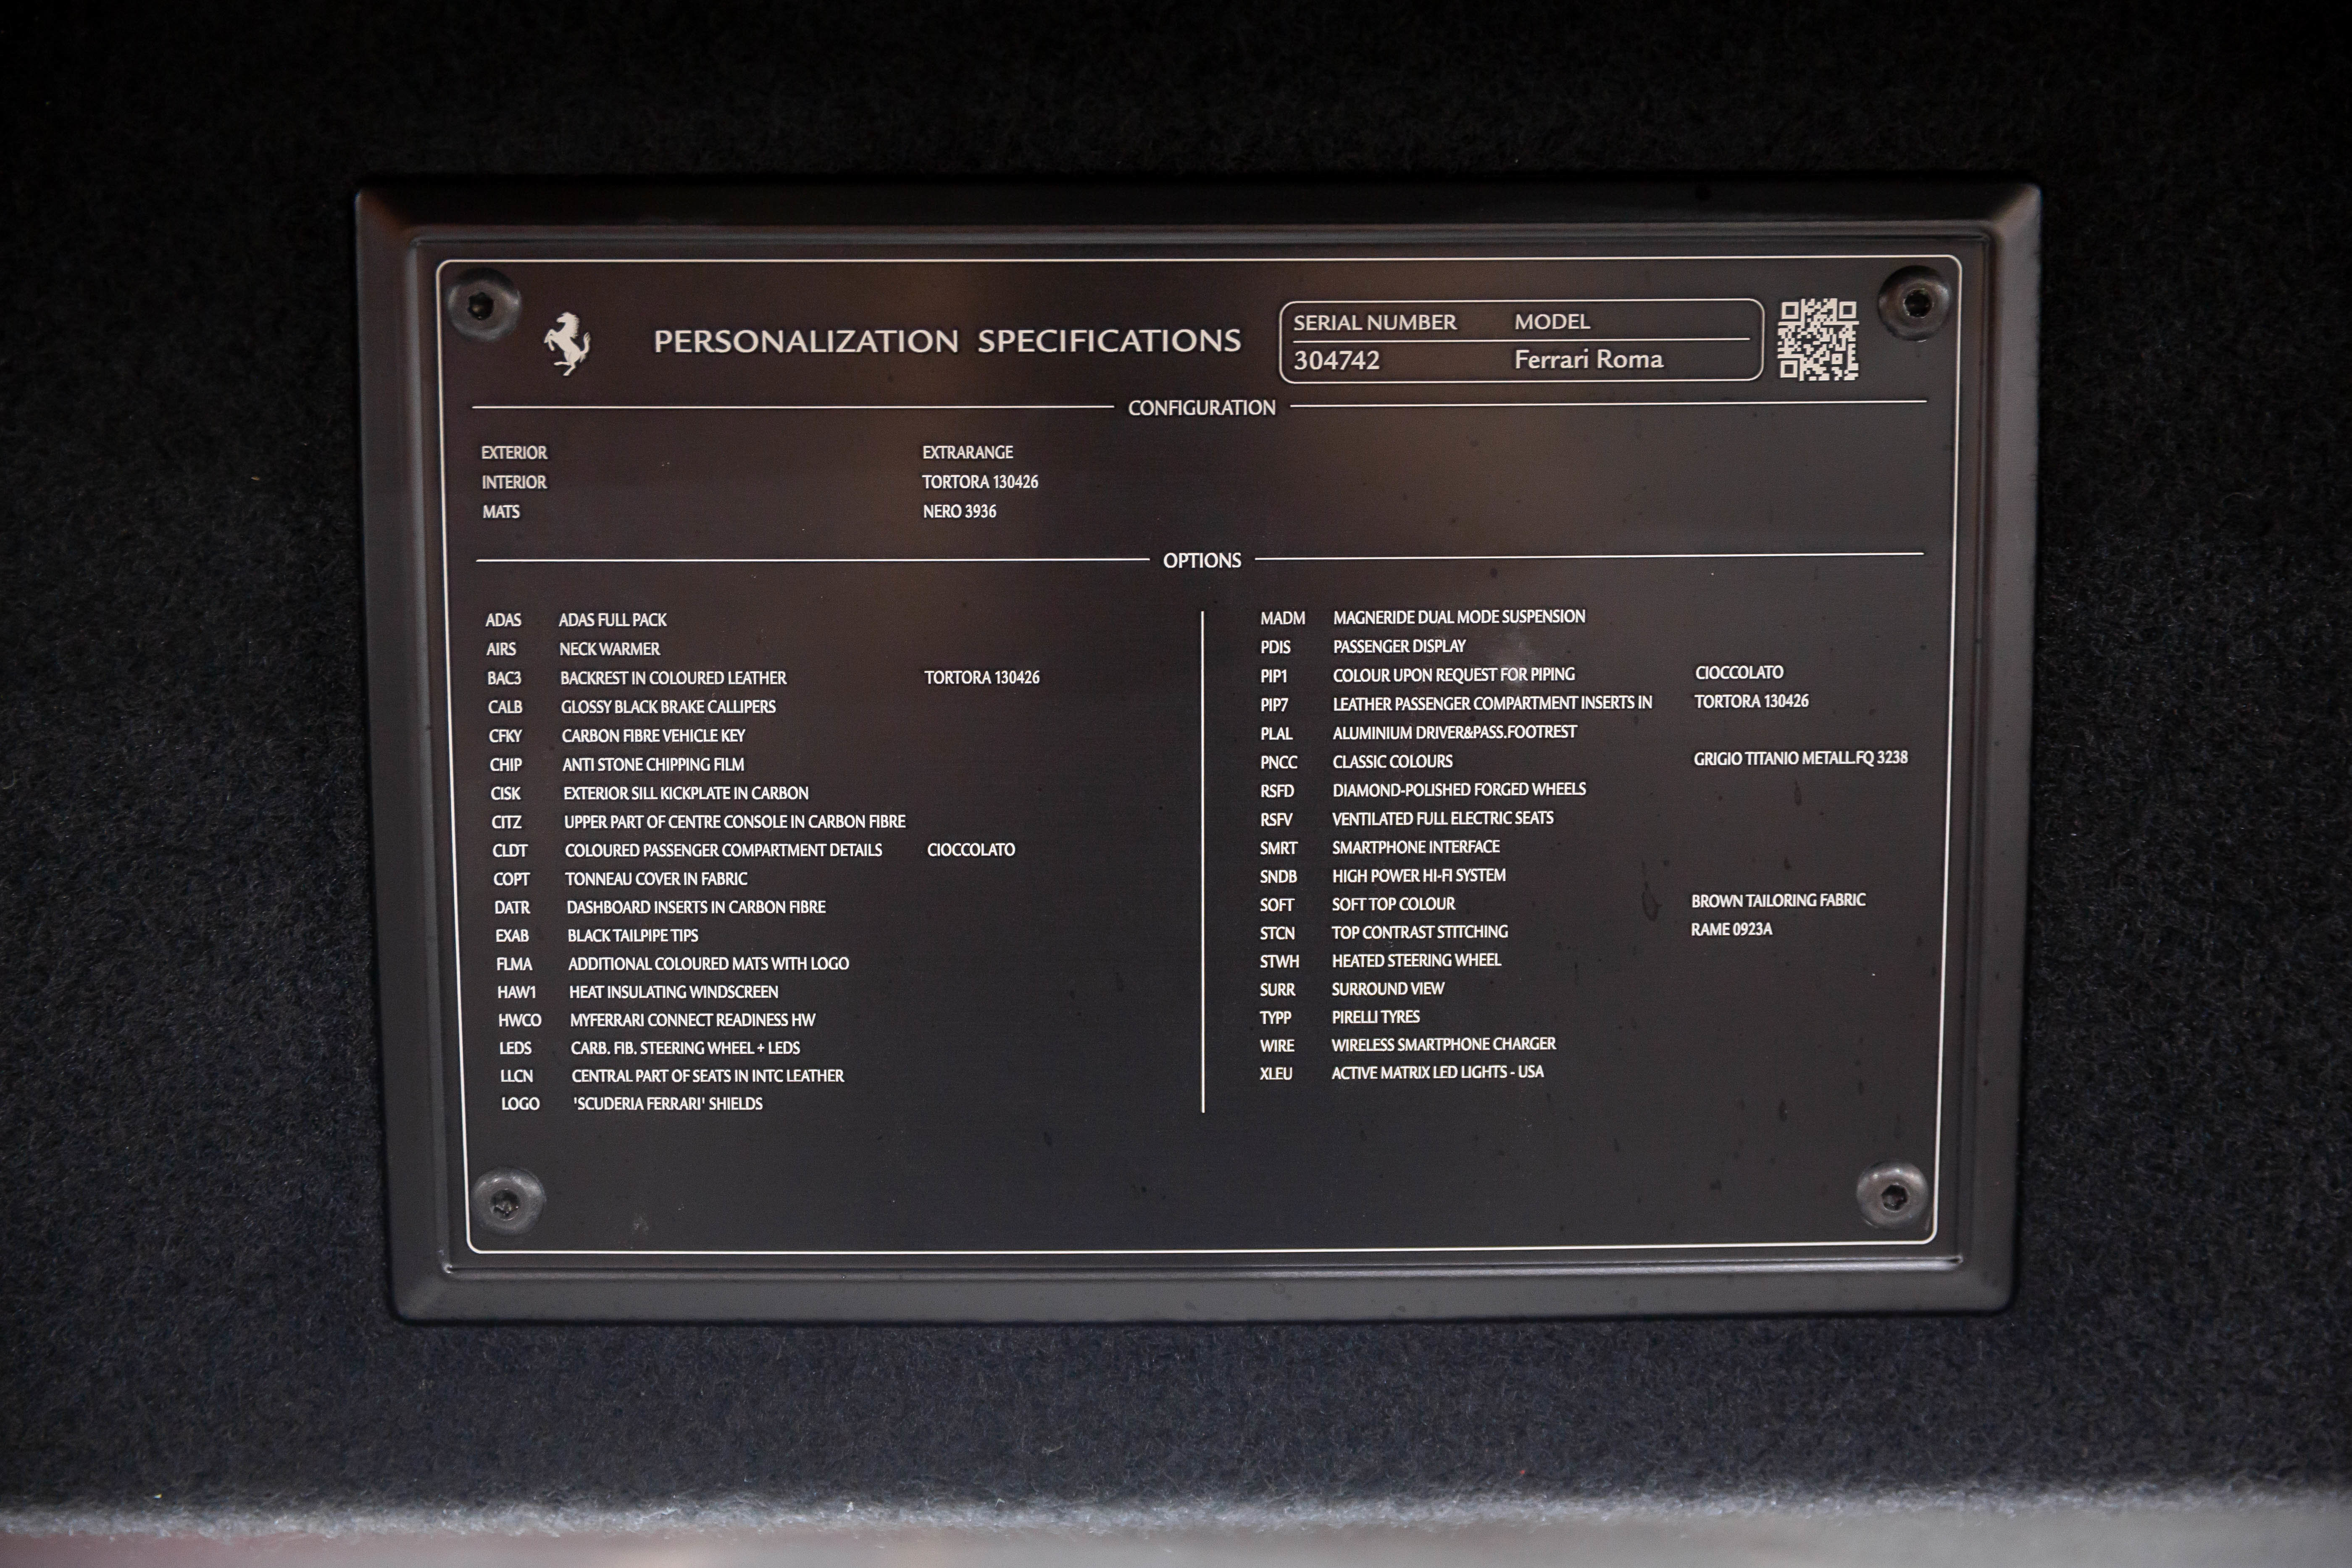 PERSONALIZATION SPECIFICATIONS
SERIAL NUMBER MODEL
304742 Ferrari Roma
CONFIGURATION
EXTERIOR EXTRARANGE
INTERIOR TORTORA 130426
MATS NERO 3936
OPTIONS
ADAS ADAS FULL PACK
AIRS NECK WARMER
BAC3 BACKREST IN COLOURED LEATHER TORTORA 130426
CALB GLOSSY BLACK BRAKE CALLIPERS
CFKY CARBON FIBRE VEHICLE KEY
CHIP ANTI STONE CHIPPING FILM
CISK EXTERIOR SILL KICKPLATE IN CARBON
CITZ UPPER PART OF CENTRE CONSOLE IN CARBON FIBRE
CLDT COLOURED PASSENGER COMPARTMENT DETAILS CIOCCOLATO
COPT TONNEAU COVER IN FABRIC
DATR DASHBOARD INSERTS IN CARBON FIBRE
EXAB BLACK TAILPIPE TIPS
FLMA ADDITIONAL COLOURED MATS WITH LOGO
HAW1 HEAT INSULATING WINDSCREEN
HWCO MYFERRARI CONNECT READINESS HW
LEDS CARB. FIB. STEERING WHEEL + LEDS
LLCN CENTRAL PART OF SEATS IN INTC LEATHER
LOGO 'SCUDERIA FERRARI' SHIELDS
MADM MAGNERIDE DUAL MODE SUSPENSION
PDIS PASSENGER DISPLAY
PIP1 COLOUR UPON REQUEST FOR PIPING CIOCCOLATO
PIP7 LEATHER PASSENGER COMPARTMENT INSERTS IN TORTORA 130426
PLAL ALUMINIUM DRIVER&PASS.FOOTREST
PNCC CLASSIC COLOURS GRIGIO TITANIO METALL.FQ 3238
RSFD DIAMOND-POLISHED FORGED WHEELS
RSFV VENTILATED FULL ELECTRIC SEATS
SMRT SMARTPHONE INTERFACE
SNDB HIGH POWER HI-FI SYSTEM
SOFT SOFT TOP COLOUR BROWN TAILORING FABRIC
STCN TOP CONTRAST STITCHING RAME 0923A
STWH HEATED STEERING WHEEL
SURR SURROUND VIEW
TYPP PIRELLI TYRES
WIRE WIRELESS SMARTPHONE CHARGER
XLEU ACTIVE MATRIX LED LIGHTS - USA